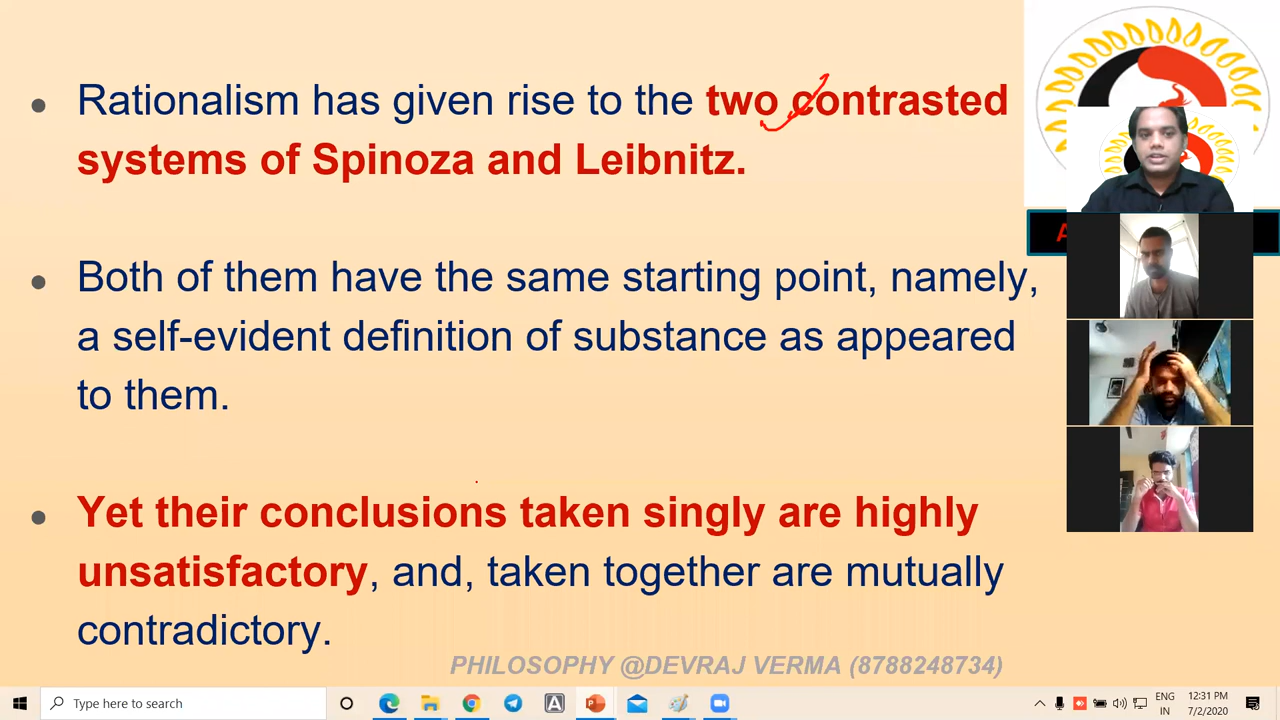 Rationalism has given rise to the two contrasted
systems of Spinoza and Leibnitz.
Both of them have the same starting point, namely,
a self-evident definition of substance as appeared
to them.
Yet their conclusions taken singly are highly
unsatisfactory, and, taken together are mutually
contradictory.
PHILOSOPHY @DEVRAJ VERMA (8788248734)
Type here to search
ENG
IN
12:31 PM
7/2/2020